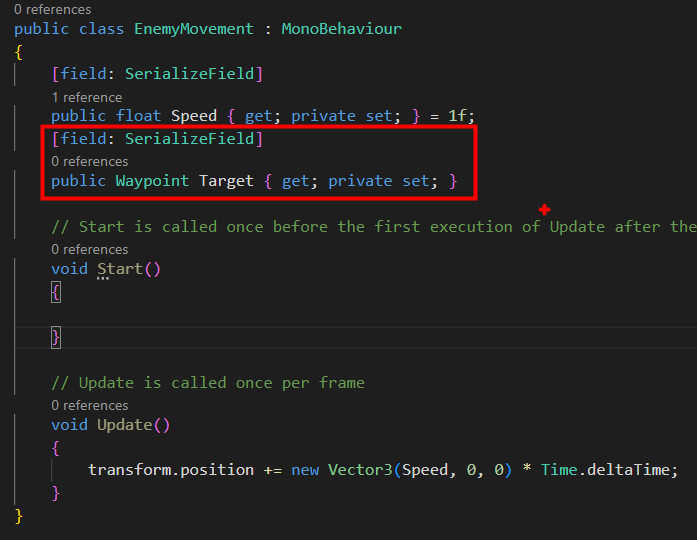 0 references
public class EnemyMovement : MonoBehaviour
{
[field: SerializeField]
1 reference
public float Speed { get; private set; } = 1f;
[field: SerializeField]
0 references
public Waypoint Target { get; private set; }
// Start is called once before the first execution of Update after the
0 references
void Start()
{
}
// Update is called once per frame
0 references
void Update()
{
transform.position += new Vector3(Speed, 0, 0) * Time.deltaTime;
}
}